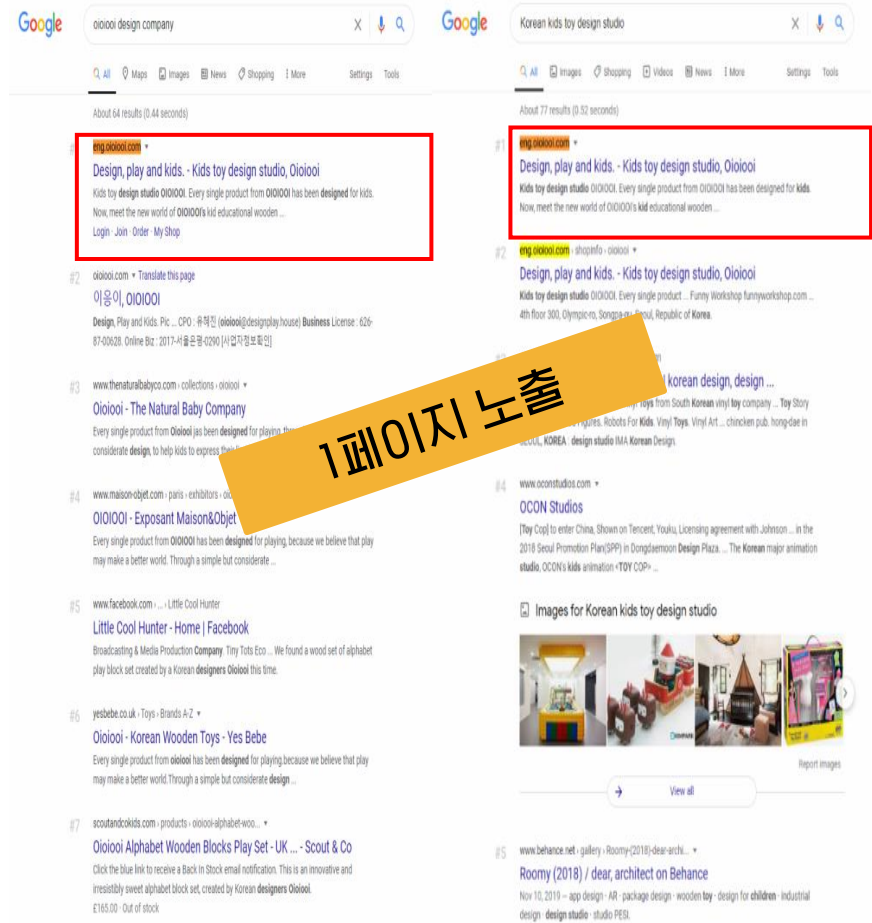 Google
oioiooi design company
All Maps Images News Shopping More Settings Tools
About 64 results (0.44 seconds)
eng.oioiooi.com
Design, play and kids. - Kids toy design studio, Oioiooi
Kids toy design studio OIOIOOI. Every single product from OIOIOOI has been designed for kids.
Now, meet the new world of OIOIOOI's kid educational wooden ...
Login · Join · Order · My Shop
#2 oioiooi.com Translate this page
이응이, OIOIOOI
Design, Play and Kids. Pic ... CPO : 유혜진 (oioiooi@designplay.house) Business License : 626-
87-00628. Online Biz : 2017-서울은평-0290 [사업자정보확인]
#3 www.thenaturalbabyco.com › collections › oioiooi
Oioiooi - The Natural Baby Company
Every single product from Oioiooi jas been designed for playing,
considerate design, to help kids to express
#4 www.maison-objet.com › paris › exhibitors ›
OIOIOOI - Exposant Maison&Objet
Every single product from OIOIOOI has been designed for playing, because we believe that play
may make a better world. Through a simple but considerate ...
#5 www.facebook.com › ... › Little Cool Hunter
Little Cool Hunter - Home | Facebook
Broadcasting & Media Production Company. Tiny Tots Eco ... We found a wood set of alphabet
play block set created by a Korean designers Oioiooi this time.
#6 yesbebe.co.uk › Toys › Brands A-Z
Oioiooi - Korean Wooden Toys - Yes Bebe
Every single product from oioiooi has been designed for playing,because we believe that play
may make a better world.Through a simple but considerate design ...
#7 scoutandcokids.com › products › oioiooi-alphabet-woo...
Oioiooi Alphabet Wooden Blocks Play Set - UK ... - Scout & Co
Click the blue link to receive a Back In Stock email notification. This is an innovative and
irresistibly sweet alphabet block set, created by Korean designers Oioiooi.
£165.00 · Out of stock
Google
Korean kids toy design studio
All Images Shopping Videos News More Settings Tools
About 77 results (0.52 seconds)
#1 eng.oioiooi.com
Design, play and kids. - Kids toy design studio, Oioiooi
Kids toy design studio OIOIOOI. Every single product from OIOIOOI has been designed for kids.
Now, meet the new world of OIOIOOI's kid educational wooden ...
#2 eng.oioiooi.com › shopinfo › oioiooi
Design, play and kids. - Kids toy design studio, Oioiooi
Kids toy design studio OIOIOOI. Every single product ... Funny Workshop funnyworkshop.com ...
4th floor 300, Olympic-ro, Songpa-gu, Seoul, Republic of Korea.
korean design, design ...
Toys from South Korean vinyl toy company ... Toy Story
Figures. Robots For Kids. Vinyl Toys. Vinyl Art ... chincken pub. hong-dae in
SEOUL, KOREA : design studio IMA Korean Design.
#4 www.oconstudios.com
OCON Studios
[Toy Cop] to enter China, Shown on Tencent, Youku, Licensing agreement with Johnson ... in the
2018 Seoul Promotion Plan(SPP) in Dongdaemoon Design Plaza. ... The Korean major animation
studio, OCON's kids animation <TOY COP> ...
Images for Korean kids toy design studio
Report images
View all
#5 www.behance.net › gallery › Roomy-(2018)-dear-archi...
Roomy (2018) / dear, architect on Behance
Nov 10, 2019 — app design · AR · package design · wooden toy · design for children · industrial
design · design studio · studio PESI.
1페이지 노출